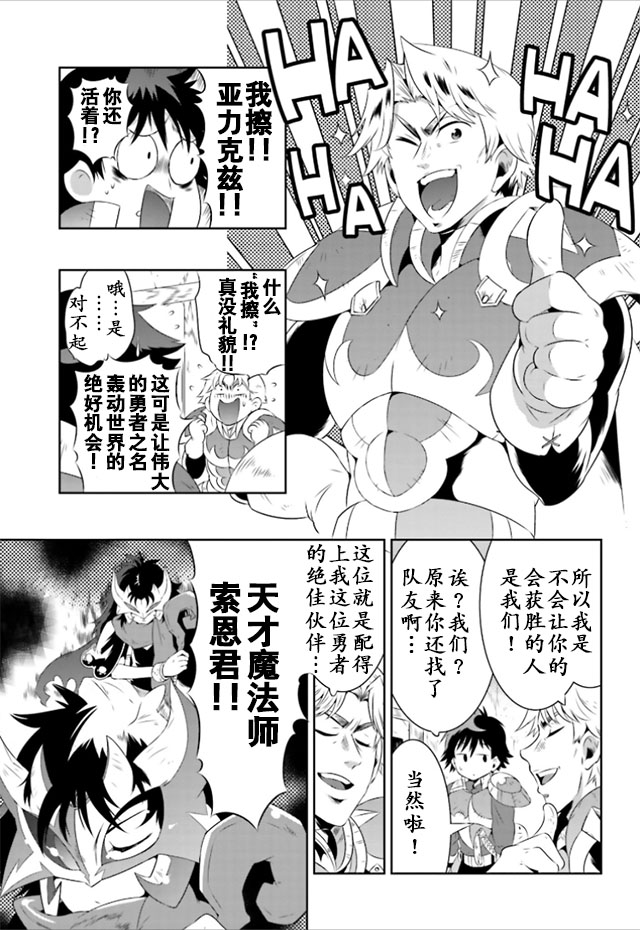 HA
HA
HA
HA
HA
我擦!!
亚力克兹!!
你还
活着!?
什么
"我擦"!?
真没礼貌!!
哦…是
……
对不起
这可是让伟大
的勇者之名
轰动世界的
绝好机会！
所以我是
不会让你的
会获胜的人
是我们！
诶？我们？
原来你还找了
队友啊…
当然啦！
这位就是配得
上我这位勇者
的绝佳伙伴…
天才魔法师
索恩君!!